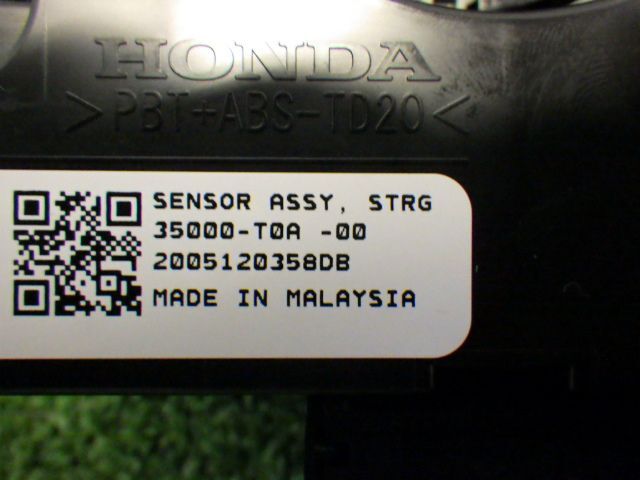 HONDA
>PBT+ABS-TD20<
SENSOR ASSY, STRG
35000-T0A -00
2005120358DB
MADE IN MALAYSIA